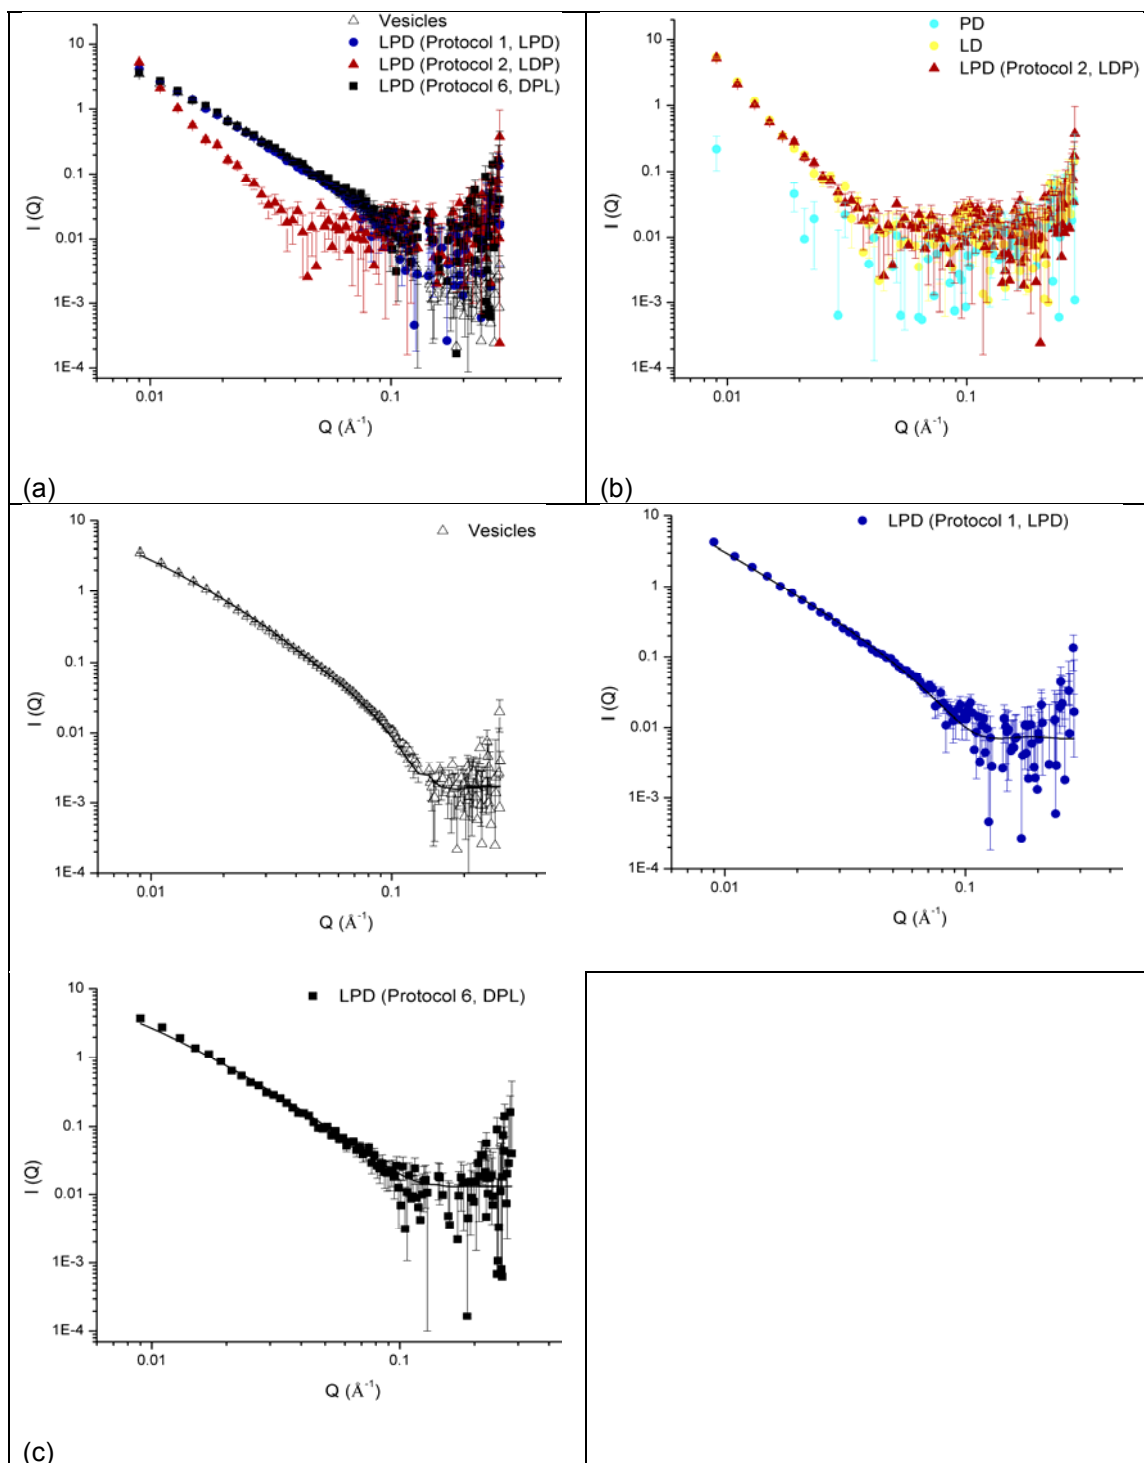 Vesicles
LPD (Protocol 1, LPD)
LPD (Protocol 2, LDP)
LPD (Protocol 6, DPL)
10
1
0.1
0.01
1E-3
1E-4
I (Q)
0.01 0.1
Q (Å⁻¹)
(a)
PD
LD
LPD (Protocol 2, LDP)
10
1
0.1
0.01
1E-3
1E-4
I (Q)
0.01 0.1
Q (Å⁻¹)
(b)
Vesicles
10
1
0.1
0.01
1E-3
1E-4
I (Q)
0.01 0.1
Q (Å⁻¹)
LPD (Protocol 1, LPD)
10
1
0.1
0.01
1E-3
1E-4
I (Q)
0.01 0.1
Q (Å⁻¹)
LPD (Protocol 6, DPL)
10
1
0.1
0.01
1E-3
1E-4
I (Q)
0.01 0.1
Q (Å⁻¹)
(c)